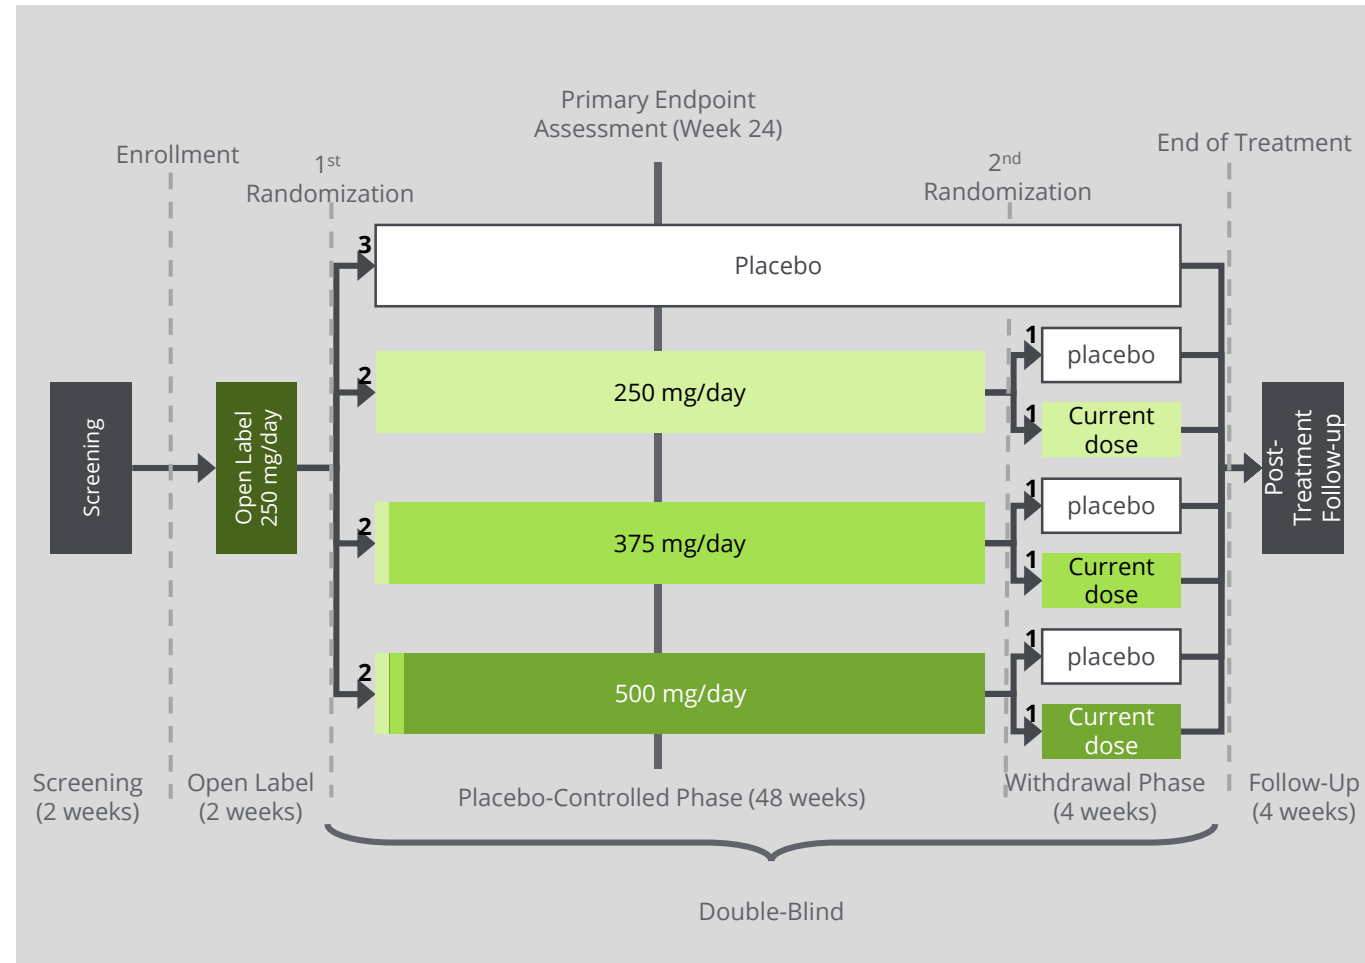 Primary Endpoint
Assessment (Week 24)
Enrollment
1st
Randomization
2nd
Randomization
End of Treatment
3
Placebo
2
250 mg/day
1
placebo
1
Current
dose
Screening
Open Label
250 mg/day
2
375 mg/day
1
placebo
1
Current
dose
Post-
Treatment
Follow-up
2
500 mg/day
1
placebo
1
Current
dose
Screening
(2 weeks)
Open Label
(2 weeks)
Placebo-Controlled Phase (48 weeks)
Withdrawal Phase
(4 weeks)
Follow-Up
(4 weeks)
Double-Blind